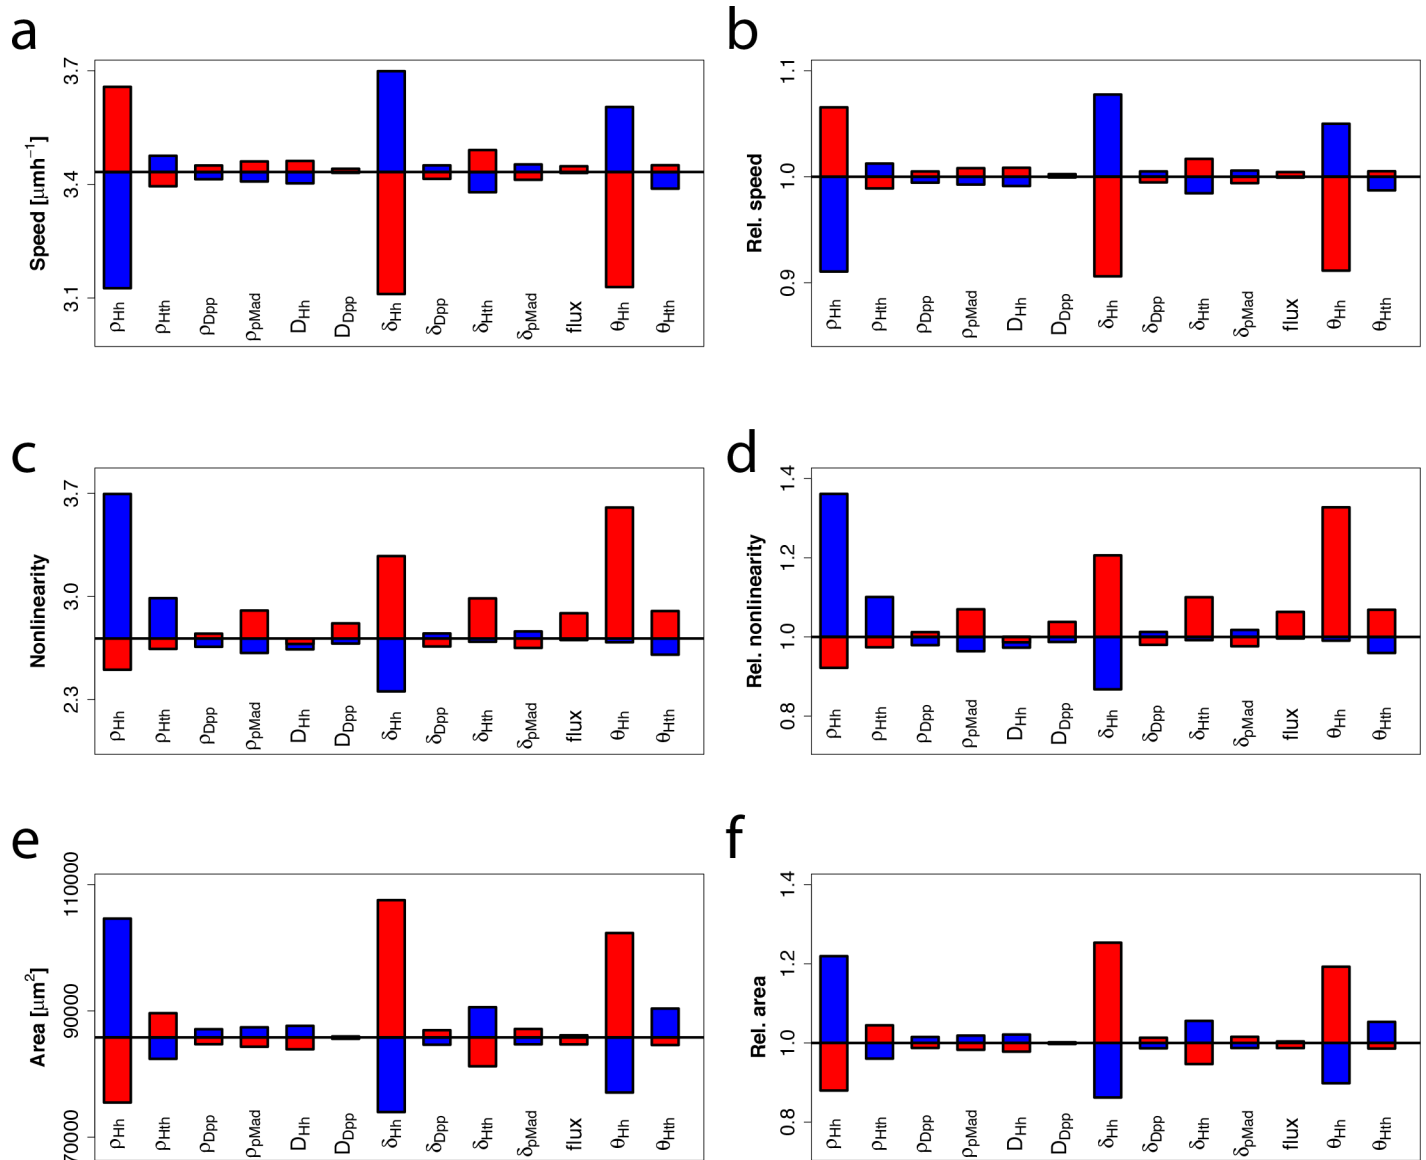 a
b
3.7
3.4
3.1
Speed [μmh⁻¹]
ρHh ρHth ρDpp ρpMad DHh DDpp δHh δDpp δHth δpMad flux θHh θHth
1.1
1.0
0.9
Rel. speed
ρHh ρHth ρDpp ρpMad DHh DDpp δHh δDpp δHth δpMad flux θHh θHth
c
d
3.7
3.0
2.3
Nonlinearity
ρHh ρHth ρDpp ρpMad DHh DDpp δHh δDpp δHth δpMad flux θHh θHth
1.4
1.2
1.0
0.8
Rel. nonlinearity
ρHh ρHth ρDpp ρpMad DHh DDpp δHh δDpp δHth δpMad flux θHh θHth
e
f
110000
90000
70000
Area [μm²]
ρHh ρHth ρDpp ρpMad DHh DDpp δHh δDpp δHth δpMad flux θHh θHth
1.4
1.2
1.0
0.8
Rel. area
ρHh ρHth ρDpp ρpMad DHh DDpp δHh δDpp δHth δpMad flux θHh θHth